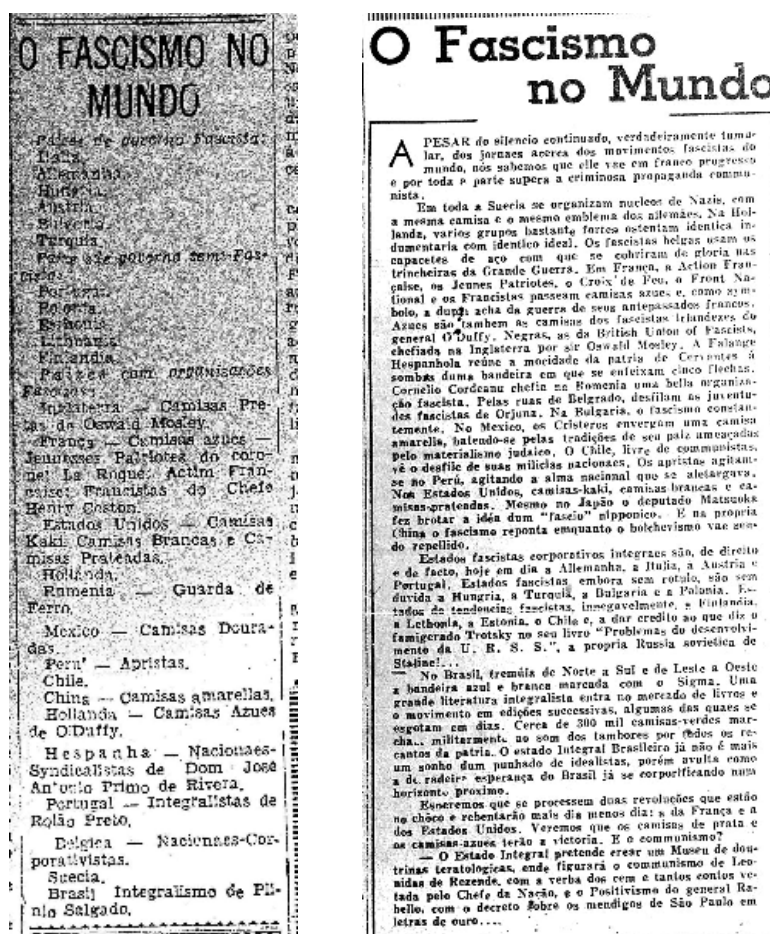 O FASCISMO NO
MUNDO
Paizes de governo Fascista:
Italia.
Allemanha.
Hungria.
Austria.
Bulgaria.
Turquia.
Portugal.
Polonia.
Esthonia.
Lithuania.
Finlandia.
Paizes com organisações
Inglaterra — Camisas Pre-
tas de Oswald Mosley.
França — Camisas azues —
Jeunesses Patriotes do coro-
nel La Roque; Actim Fran-
caise; Francistas do Chefe
Henry Coston.
Estados Unidos — Camisas
Kaki Camisas Brancas e Ca-
misas Prateadas.
Hollanda.
Rumenia — Guarda de
Ferro.
Mexico — Camisas Doura-
das.
Peru' — Apristas.
Chile.
China — Camisas amarellas.
Hollanda — Camisas Azues
de O'Duffy.
Hespanha — Nacionaes-
Syndicalistas de Dom José
Antonio Primo de Rivera.
Portugal — Integralistas de
Rolão Preto.
Belgica — Nacionaes-Cor-
porativistas.
Suecia.
Brasil Integralismo de Pli-
nio Salgado.
O Fascismo
no Mundo
APESAR do silencio continuado, verdadeiramente tumu-
lar, dos jornaes acerca dos movimentos fascistas do
mundo, nós sabemos que elle vae em franco progresso
e por toda a parte supera a criminosa propaganda commu-
nista.
Em toda a Suecia se organizam nucleos de Nazis, com
a mesma camisa e o mesmo emblema dos allemães. Na Hol-
landa, varios grupos bastante fortes ostentam identica in-
dumentaria com identico ideal. Os fascistas belgas usam os
capacetes de aço com que se cobriram de gloria nas
trincheiras da Grande Guerra. Em França, a Action Fran-
çaise, os Jeunes Patriotes, o Croix de Feu, o Front Na-
tional e os Francistas passeam camisas azues e, como sym-
bolo, a dupla acha da guerra de seus antepassados francos.
Azues são tambem as camisas dos fascistas irlandezes do
general O'Duffy. Negras, as da British Union of Fascists,
chefiada na Inglaterra por sir Oswald Mosley. A Falange
Hespanhola reúne a mocidade da patria de Cervantes á
sombra duma bandeira em que se enfeixam cinco flechas.
Cornelio Cordeanu chefia na Romenia uma bella organiza-
ção fascista. Pelas ruas de Belgrado, desfilam as juventu-
des fascistas de Orjuna. Na Bulgaria, o fascismo constan-
temente. No Mexico, os Cristeros envergam uma camisa
amarella, batendo-se pelas tradições de seu paiz ameaçadas
pelo materialismo judaico. O Chile, livre de communistas,
vê o desfile de suas milicias nacionaes. Os apristas agitam-
se no Perú, agitando a alma nacional que se aletargava.
Nos Estados Unidos, camisas-kaki, camisas-brancas e ca-
misas-prateadas. Mesmo no Japão o deputado Matsuoka
fez brotar a idéa dum "fascio" nipponico. E na propria
China o fascismo reponta emquanto o bolchevismo vae sen-
do repellido.
Estados fascistas corporativos integraes são, de direito
e de facto, hoje em dia a Allemanha, a Italia, a Austria e
Portugal. Estados fascistas, embora sem rotulo, são sem
duvida a Hungria, a Turquia, a Bulgaria e a Polonia. Es-
tados de tendencias fascistas, innegavelmente, a Finlandia,
a Lethonia, a Estonia, o Chile e, a dar credito ao que diz o
famigerado Trotsky no seu livro "Problemas do desenvolvi-
mento da U. R. S. S.", a propria Russia sovietica de
Staline!...
No Brasil, tremúla de Norte a Sul e de Leste a Oeste
a bandeira azul e branca marcada com o Sigma. Uma
grande literatura integralista entra no mercado de livros e
o movimento em edições successivas, algumas das quaes se
esgotam em dias. Cerca de 300 mil camisas-verdes mar-
cham militarmente ao som dos tambores por todos os re-
cantos da patria. O estado Integral Brasileiro já não é mais
um sonho dum punhado de idealistas, porém avulta como
a derradeira esperança do Brasil já se corporificando num
horizonte proximo.
Esperemos que se processem duas revoluções que estão
no chôco e rebentarão mais dia menos dia: a da França e a
dos Estados Unidos. Veremos que os camisas de prata e
os camisas-azues terão a victoria. E o communismo?
— O Estado Integral pretende crear um Museu de dou-
trinas teratologicas, onde figurará o communismo de Leo-
nidas de Rezende, com a verba dos cem e tantos contos vo-
tada pelo Chefe da Nação, e o Positivismo do general Ra-
bello, com o decreto sobre os mendigos de São Paulo em
letras de ouro....